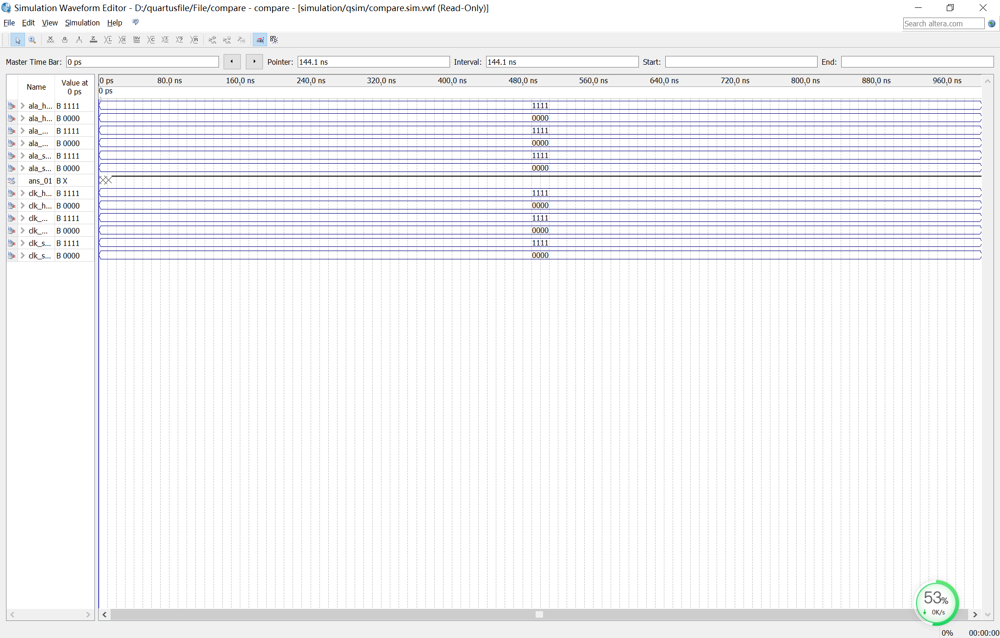 Simulation Waveform Editor - D:/quartusfile/File/compare - compare - [simulation/qsim/compare.sim.vwf (Read-Only)]
File Edit View Simulation Help
Search altera.com
Master Time Bar: 0 ps Pointer: 144.1 ns Interval: 144.1 ns Start: End:
Name Value at 0 ps
0 ps 80.0 ns 160.0 ns 240.0 ns 320.0 ns 400.0 ns 480.0 ns 560.0 ns 640.0 ns 720.0 ns 800.0 ns 880.0 ns 960.0 ns
0 ps
ala_h... B 1111 1111
ala_h... B 0000 0000
ala_... B 1111 1111
ala_... B 0000 0000
ala_s... B 1111 1111
ala_s... B 0000 0000
ans_01 B X
clk_h... B 1111 1111
clk_h... B 0000 0000
clk_... B 1111 1111
clk_... B 0000 0000
clk_s... B 1111 1111
clk_s... B 0000 0000
53%
0K/s
0% 00:00:00